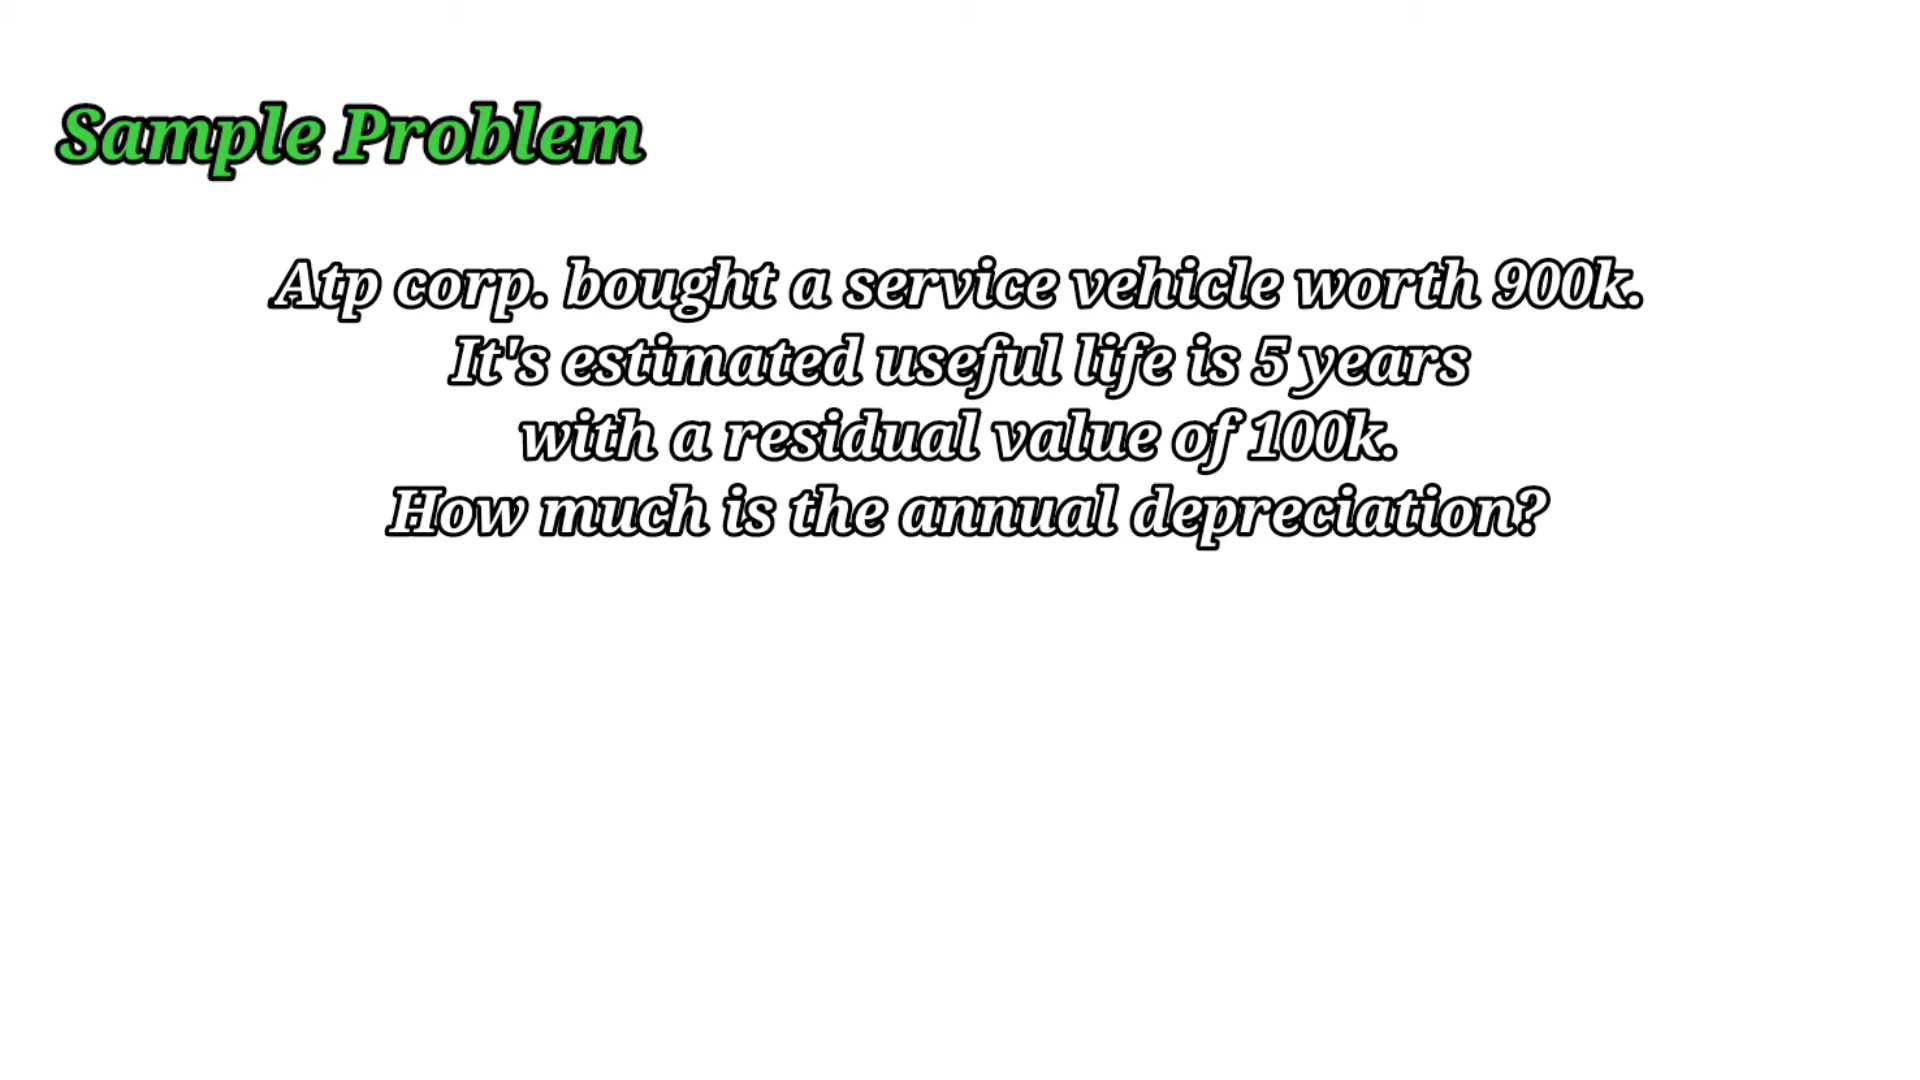 Sample Problem
Atp corp. bought a service vehicle worth 900k.
It's estimated useful life is 5 years
with a residual value of 100k.
How much is the annual depreciation?